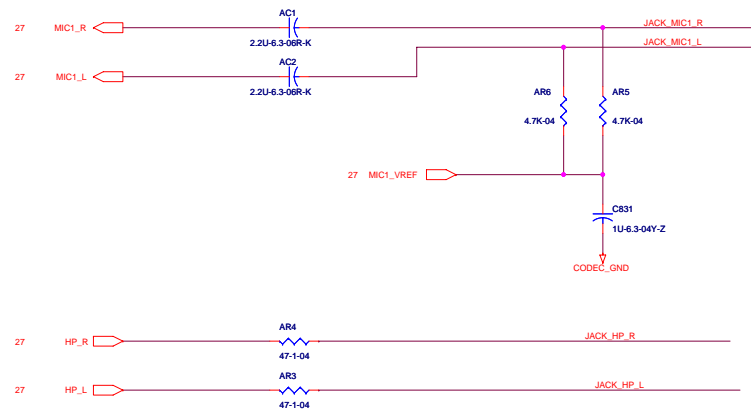 AC1
27 MIC1_R JACK_MIC1_R
2.2U-6.3-06R-K
JACK_MIC1_L
AC2
27 MIC1_L
2.2U-6.3-06R-K
AR6 AR5
4.7K-04 4.7K-04
27 MIC1_VREF
C831
1U-6.3-04Y-Z
CODEC_GND
AR4
27 HP_R JACK_HP_R
47-1-04
AR3
27 HP_L JACK_HP_L
47-1-04